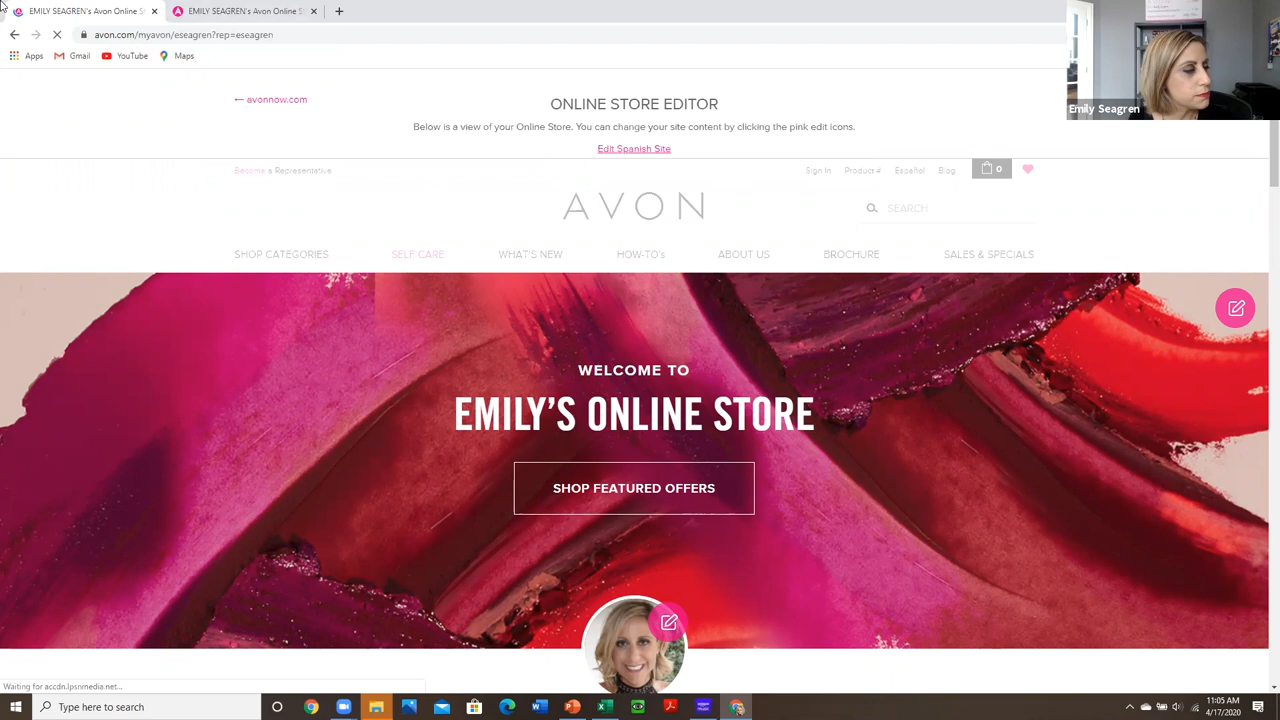 EMILY SEAGREN's Avon Online S
EMILY SEAGREN's Avon Online S
avon.com/myavon/eseagren?rep=eseagren
Apps
Gmail
YouTube
Maps
Emily Seagren
← avonnow.com
ONLINE STORE EDITOR
Below is a view of your Online Store. You can change your site content by clicking the pink edit icons.
Edit Spanish Site
Become a Representative
Sign In
Product #
Español
Blog
0
AVON
SEARCH
SHOP CATEGORIES
SELF CARE
WHAT'S NEW
HOW-TO's
ABOUT US
BROCHURE
SALES & SPECIALS
WELCOME TO
EMILY'S ONLINE STORE
SHOP FEATURED OFFERS
Waiting for accdn.lpsnmedia.net...
Type here to search
11:05 AM
4/17/2020